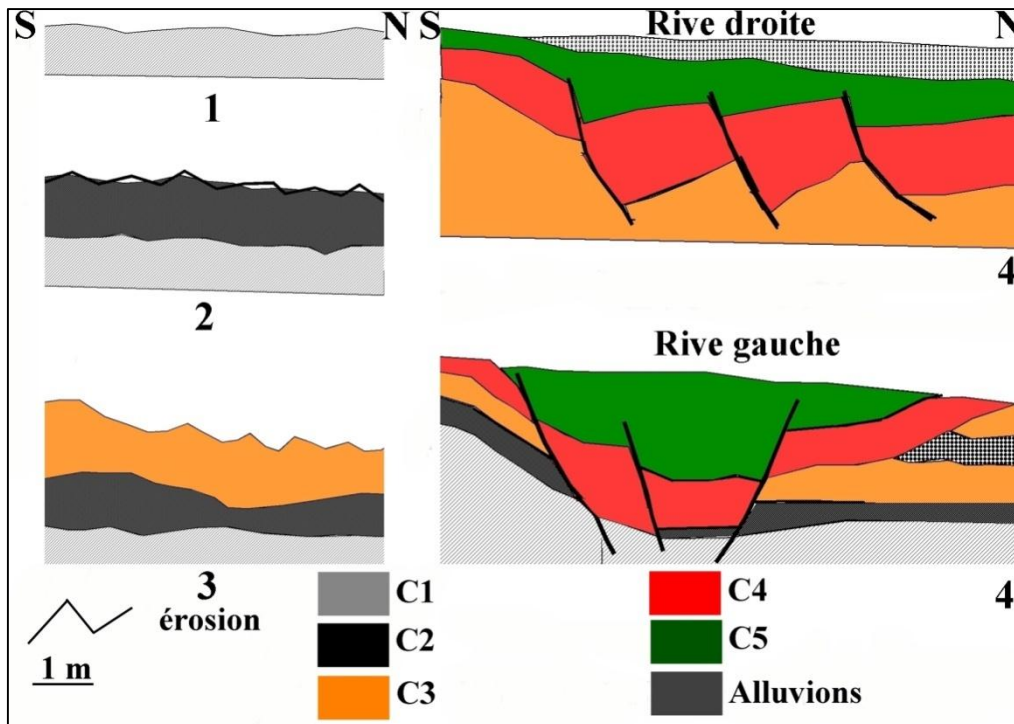 S N
1
2
3
S Rive droite N
4
Rive gauche
4
érosion
1 m
C1
C2
C3
C4
C5
Alluvions